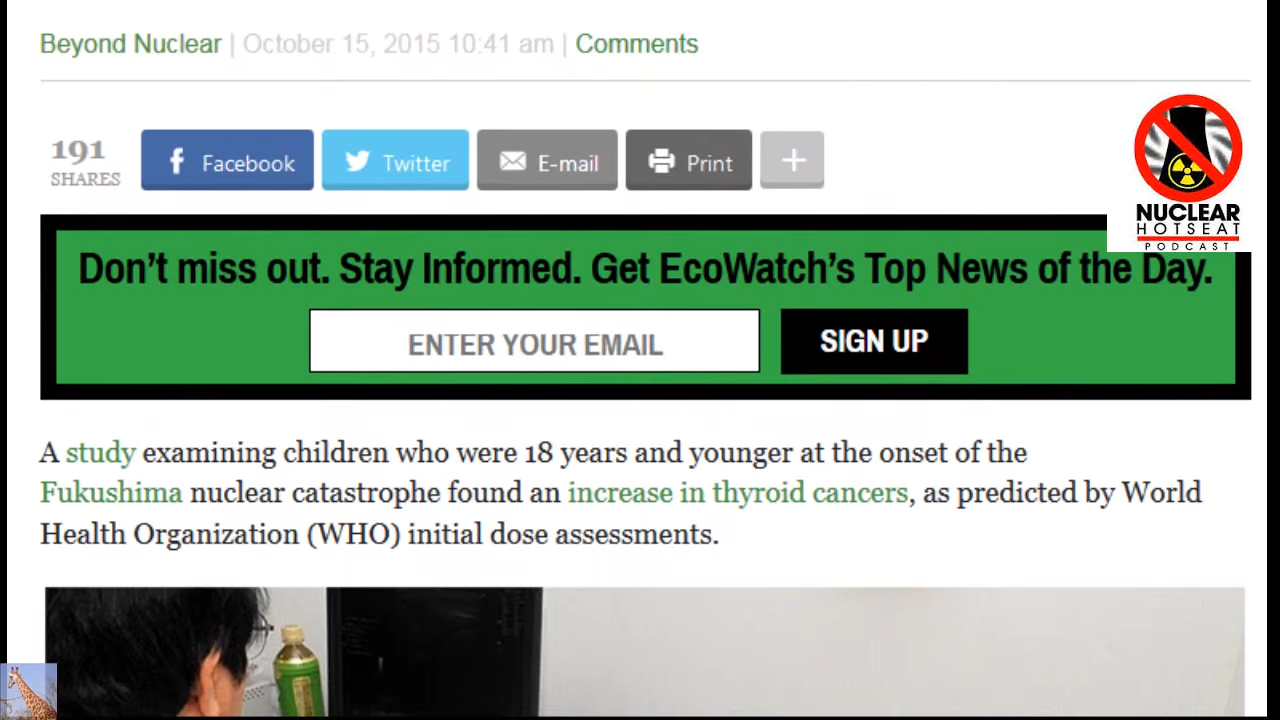 Beyond Nuclear | October 15, 2015 10:41 am | Comments
191
SHARES
Facebook
Twitter
E-mail
Print
+
NUCLEAR
HOTSEAT
PODCAST
Don't miss out. Stay Informed. Get EcoWatch's Top News of the Day.
ENTER YOUR EMAIL
SIGN UP
A study examining children who were 18 years and younger at the onset of the
Fukushima nuclear catastrophe found an increase in thyroid cancers, as predicted by World
Health Organization (WHO) initial dose assessments.